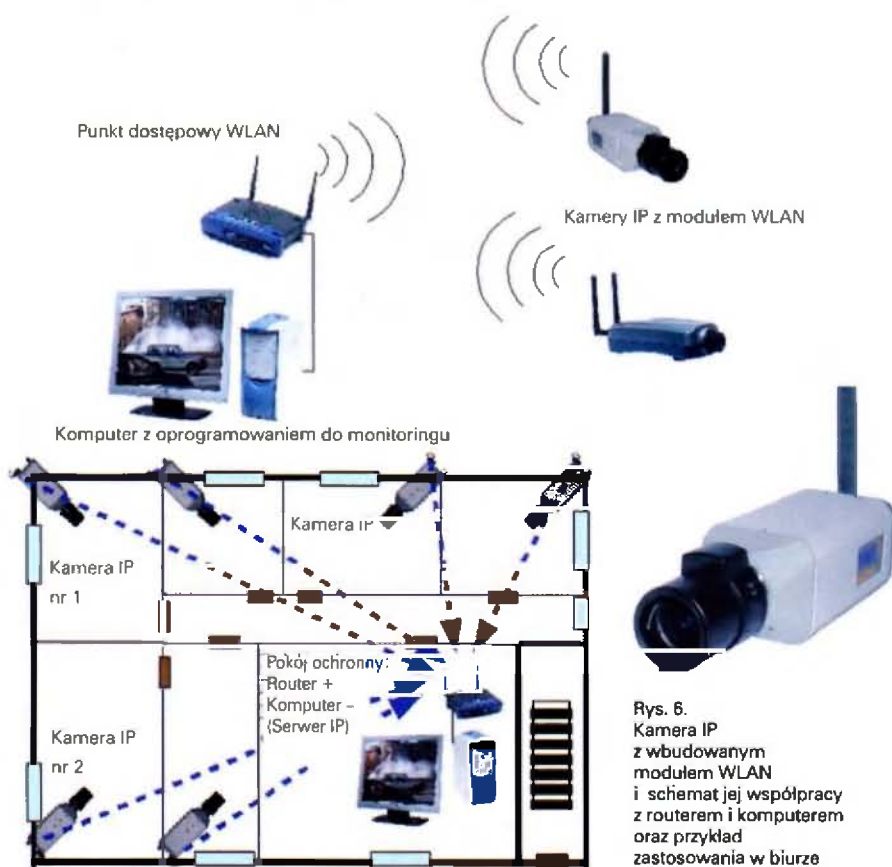 Punkt dostępowy WLAN
Kamery IP z modułem WLAN
Komputer z oprogramowaniem do monitoringu
Kamera IP
Kamera IP
nr 1
Pokój ochronny:
Router +
Komputer –
(Serwer IP)
Kamera IP
nr 2
Rys. 6.
Kamera IP
z wbudowanym
modułem WLAN
i schemat jej współpracy
z routerem i komputerem
oraz przykład
zastosowania w biurze